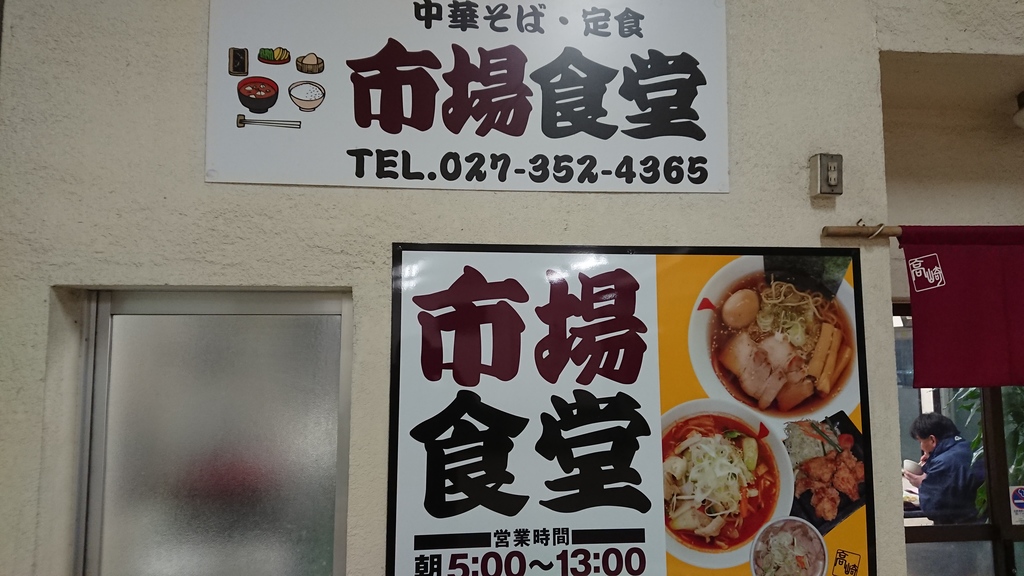 中華そば・定食
市場食堂
TEL.027-352-4365
市場
食堂
営業時間
朝5:00～13:00
高崎
高崎